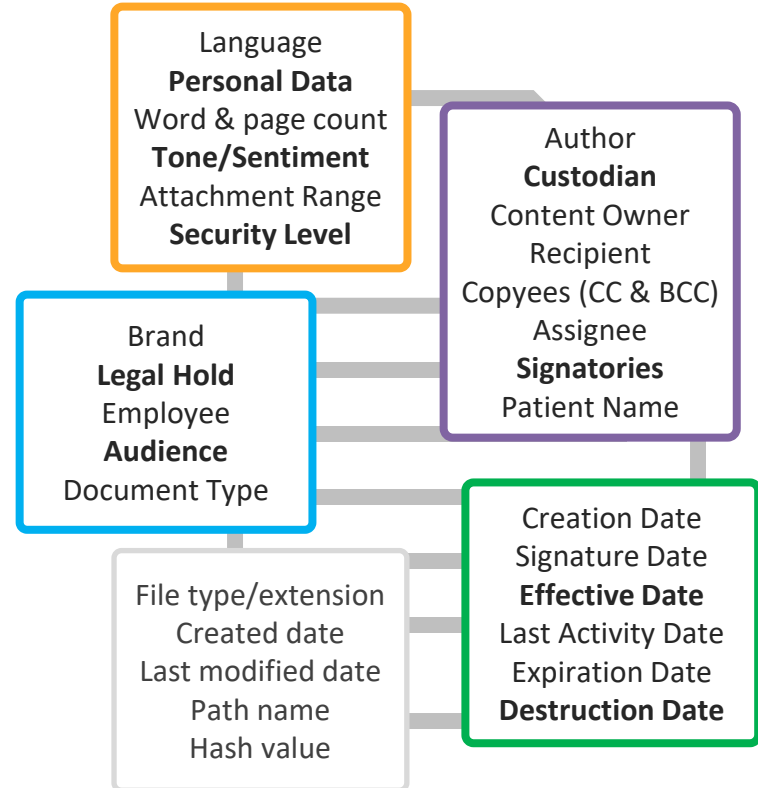 Language
Personal Data
Word & page count
Tone/Sentiment
Attachment Range
Security Level
Author
Custodian
Content Owner
Recipient
Copyees (CC & BCC)
Assignee
Signatories
Patient Name
Brand
Legal Hold
Employee
Audience
Document Type
Creation Date
Signature Date
Effective Date
Last Activity Date
Expiration Date
Destruction Date
File type/extension
Created date
Last modified date
Path name
Hash value